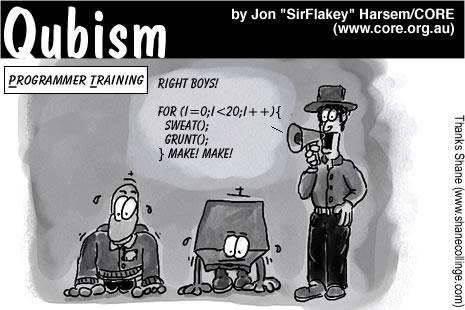 Qubism
by Jon "SirFlakey" Harsem/CORE
(www.core.org.au)
PROGRAMMER TRAINING
RIGHT BOYS!
FOR (I=0;I<20;I++){
SWEAT();
GRUNT();
} MAKE! MAKE!
Thanks Shane (www.shanecollinge.com)